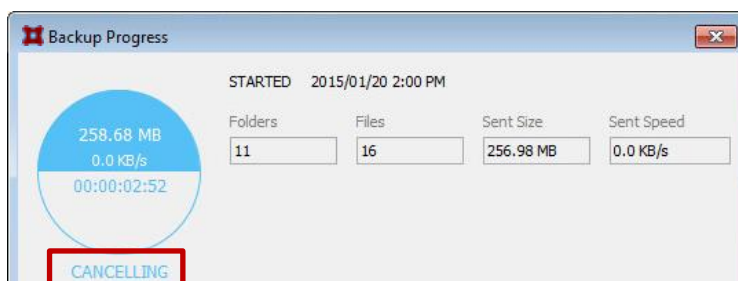 Backup Progress
STARTED 2015/01/20 2:00 PM
Folders Files Sent Size Sent Speed
11 16 256.98 MB 0.0 KB/s
258.68 MB
0.0 KB/s
00:00:02:52
CANCELLING